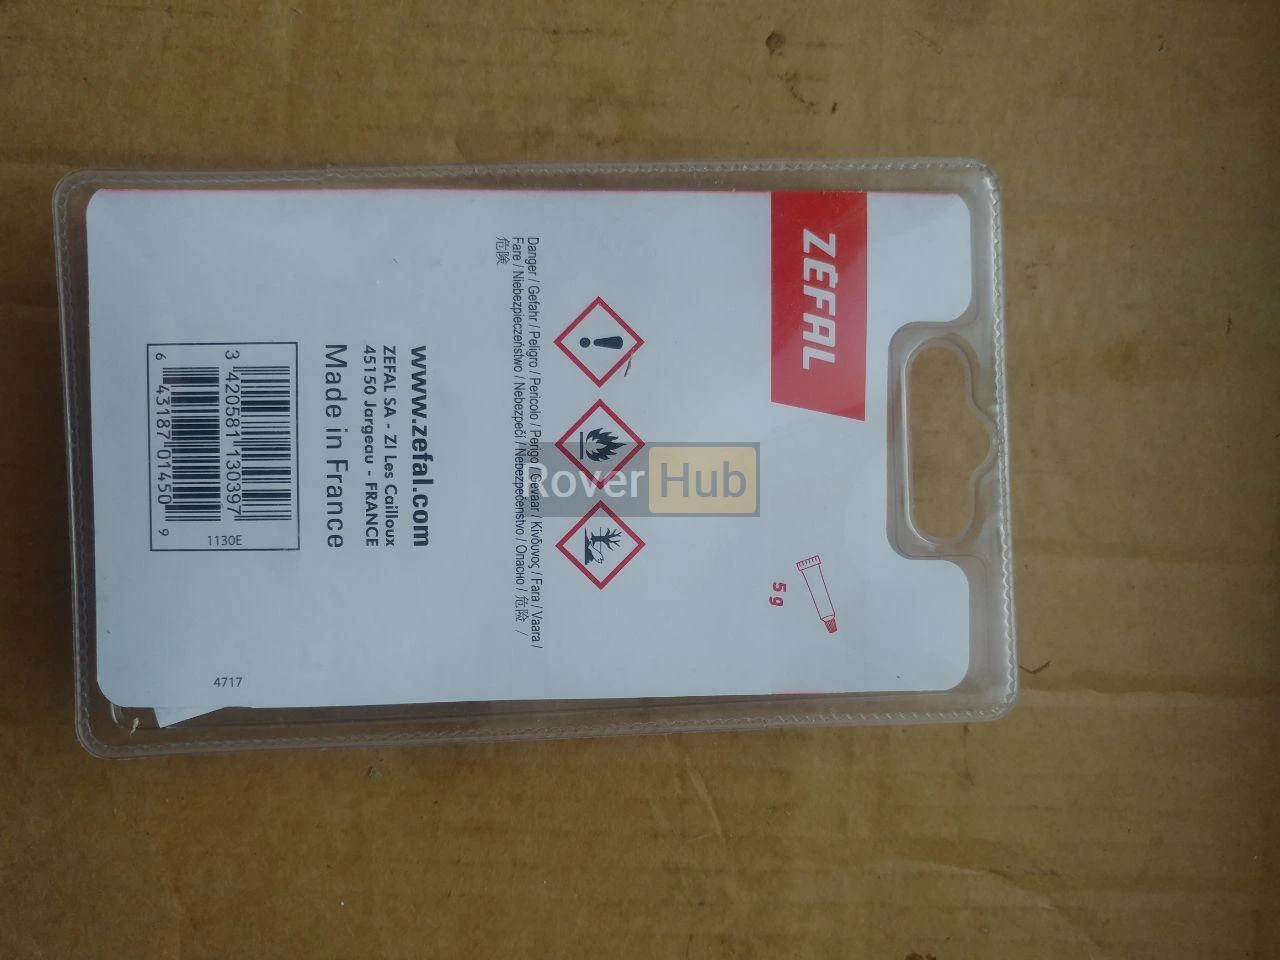 ZÉFAL
5 g
Danger / Gefahr / Peligro / Pericolo / Perigo / Gevaar / Κίνδυνος / Fara / Vaara /
Fare / Niebezpieczeństwo / Nebezpečí / Nebezpečenstvo / Опасно / 危险 /
危険
Rover Hub
www.zefal.com
ZEFAL SA - ZI Les Cailloux
45150 Jargeau - FRANCE
Made in France
1130E
3 420581 130397
6 43187 01450 9
4717